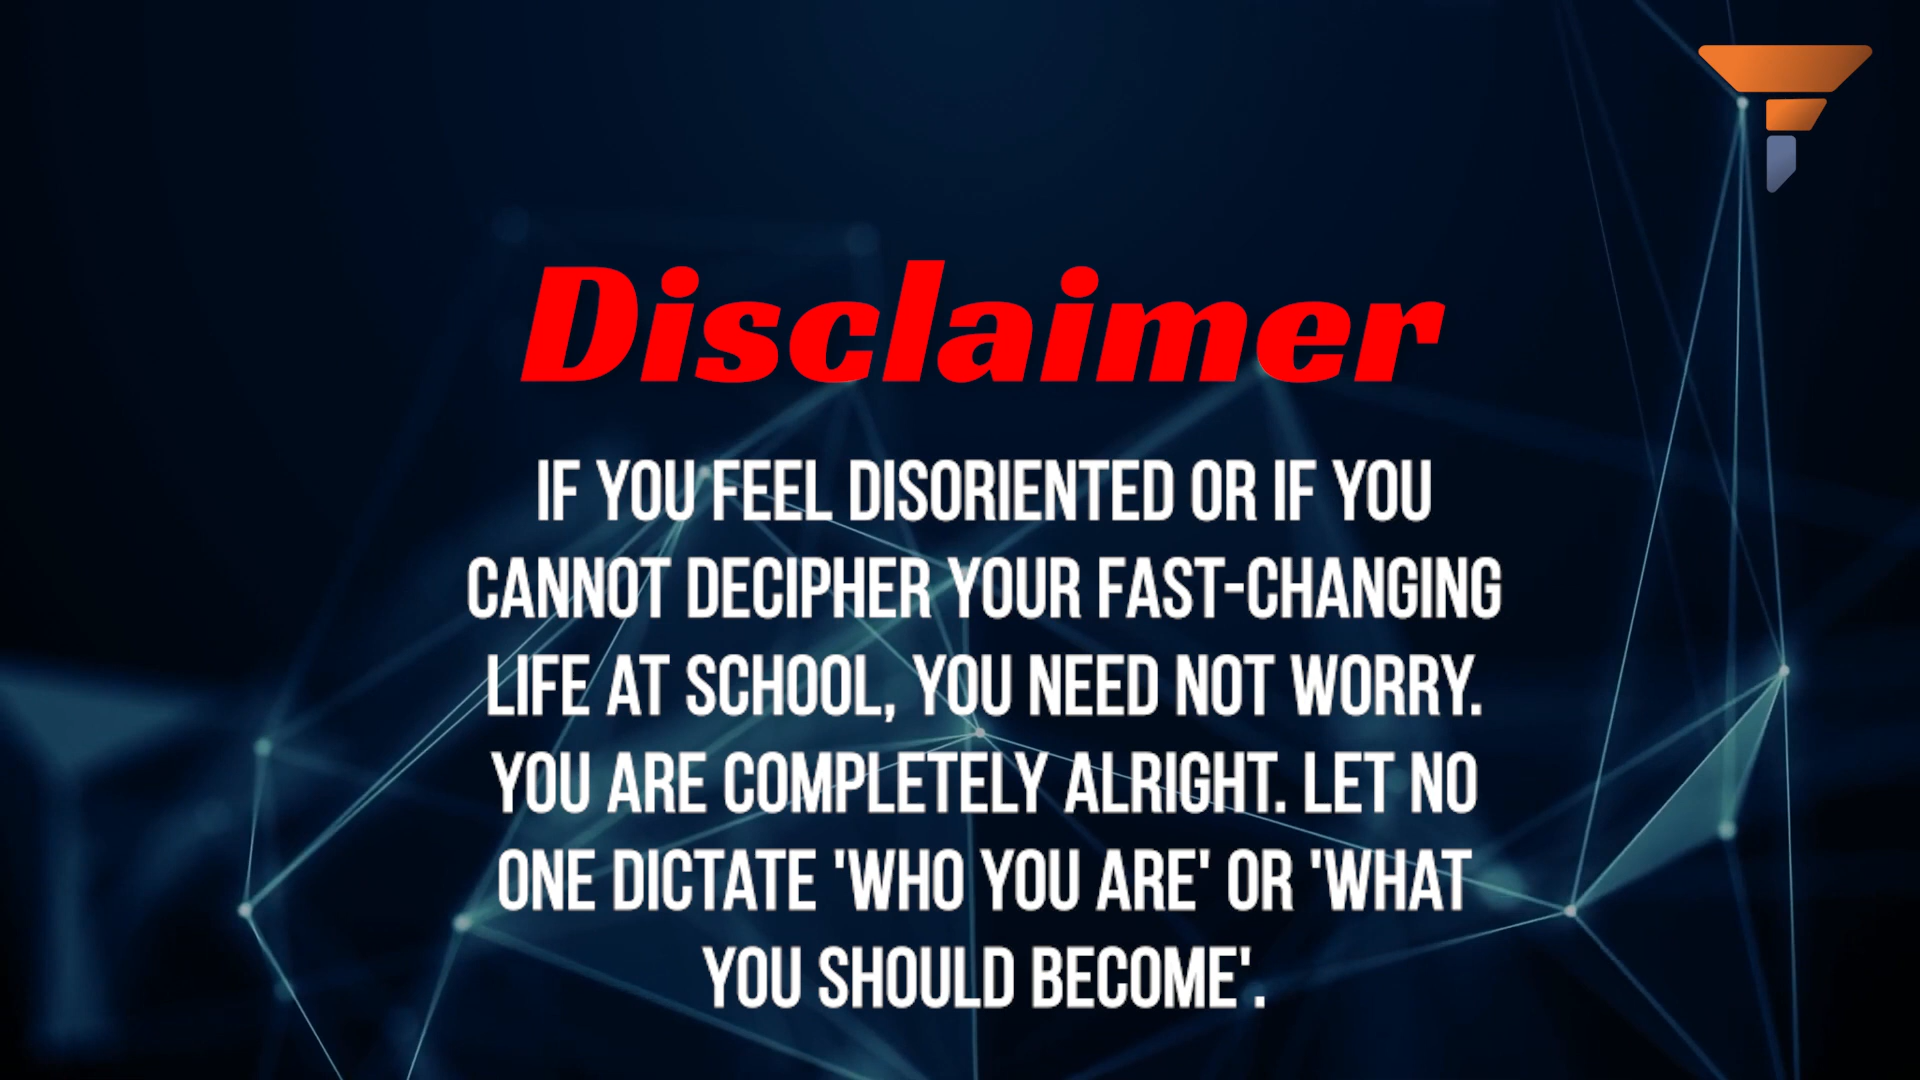 Disclaimer
IF YOU FEEL DISORIENTED OR IF YOU
CANNOT DECIPHER YOUR FAST-CHANGING
LIFE AT SCHOOL, YOU NEED NOT WORRY.
YOU ARE COMPLETELY ALRIGHT. LET NO
ONE DICTATE 'WHO YOU ARE' OR 'WHAT
YOU SHOULD BECOME'.